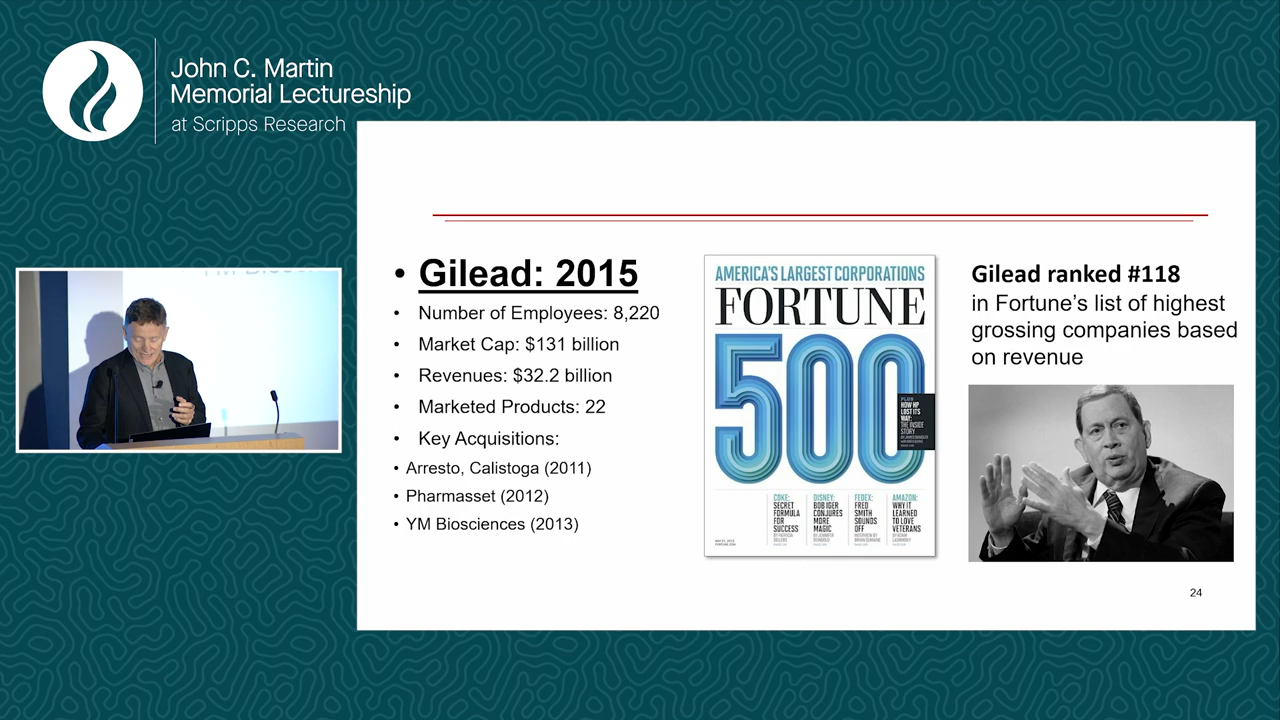 John C. Martin
Memorial Lectureship
at Scripps Research
• Gilead: 2015
• Number of Employees: 8,220
• Market Cap: $131 billion
• Revenues: $32.2 billion
• Marketed Products: 22
• Key Acquisitions:
• Arresto, Calistoga (2011)
• Pharmasset (2012)
• YM Biosciences (2013)
AMERICA'S LARGEST CORPORATIONS
FORTUNE
500
PLUS
HOW HP
LOST ITS
WAY:
THE INSIDE
STORY
COKE:
SECRET
FORMULA
FOR
SUCCESS
DISNEY:
BOB IGER
CONJURES
MORE
MAGIC
FEDEX:
FRED
SMITH
SOUNDS
OFF
AMAZON:
WHY IT
LEARNED
TO LOVE
VETERANS
Gilead ranked #118
in Fortune's list of highest
grossing companies based
on revenue
24